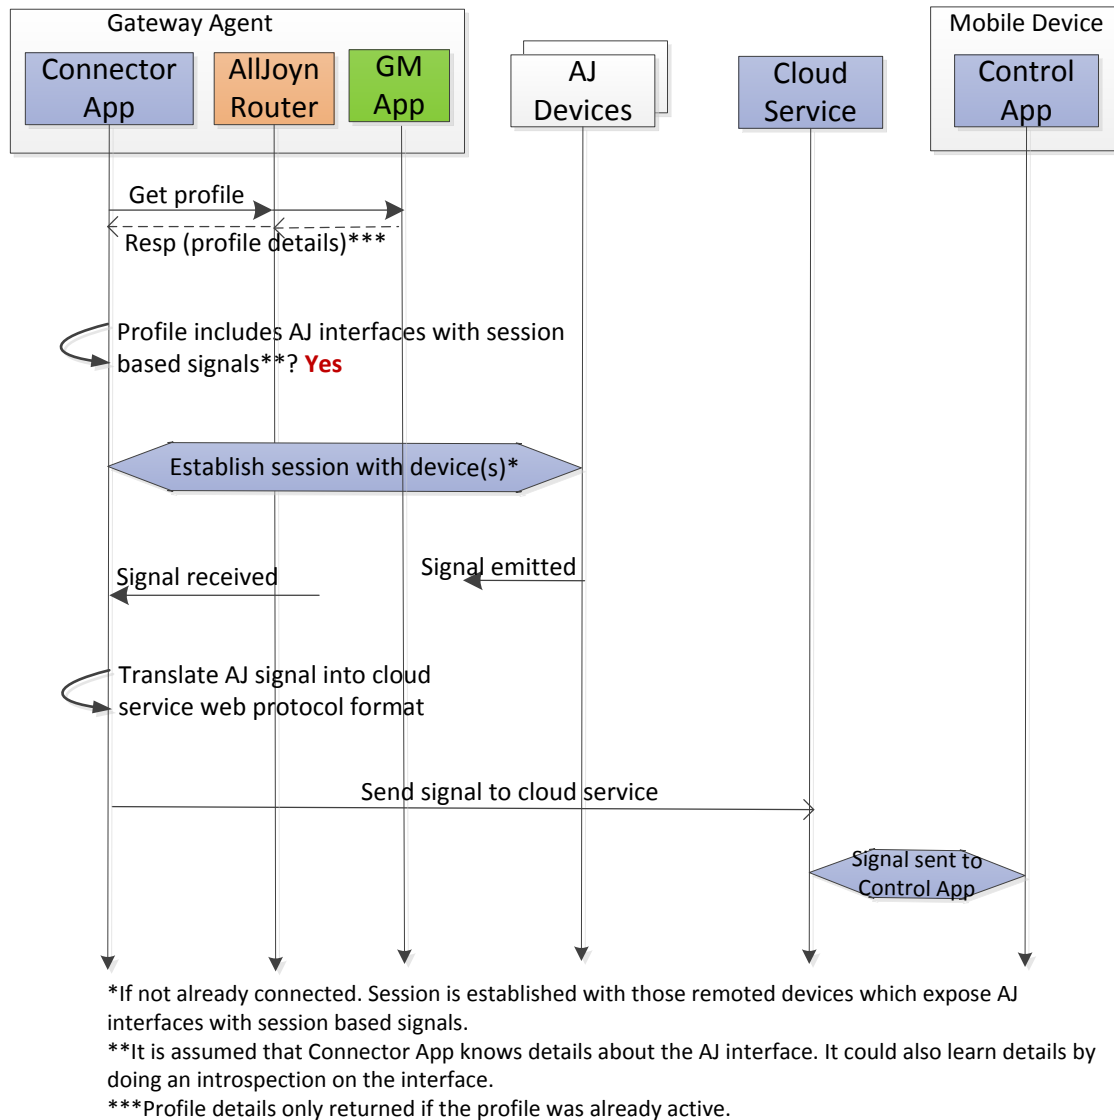 Gateway Agent
Mobile Device
Connector
App
AllJoyn
Router
GM
App
AJ
Devices
Cloud
Service
Control
App
Get profile
Resp (profile details)***
Profile includes AJ interfaces with session
based signals**? Yes
Establish session with device(s)*
Signal emitted
Signal received
Translate AJ signal into cloud
service web protocol format
Send signal to cloud service
Signal sent to
Control App
*If not already connected. Session is established with those remoted devices which expose AJ
interfaces with session based signals.
**It is assumed that Connector App knows details about the AJ interface. It could also learn details by
doing an introspection on the interface.
***Profile details only returned if the profile was already active.